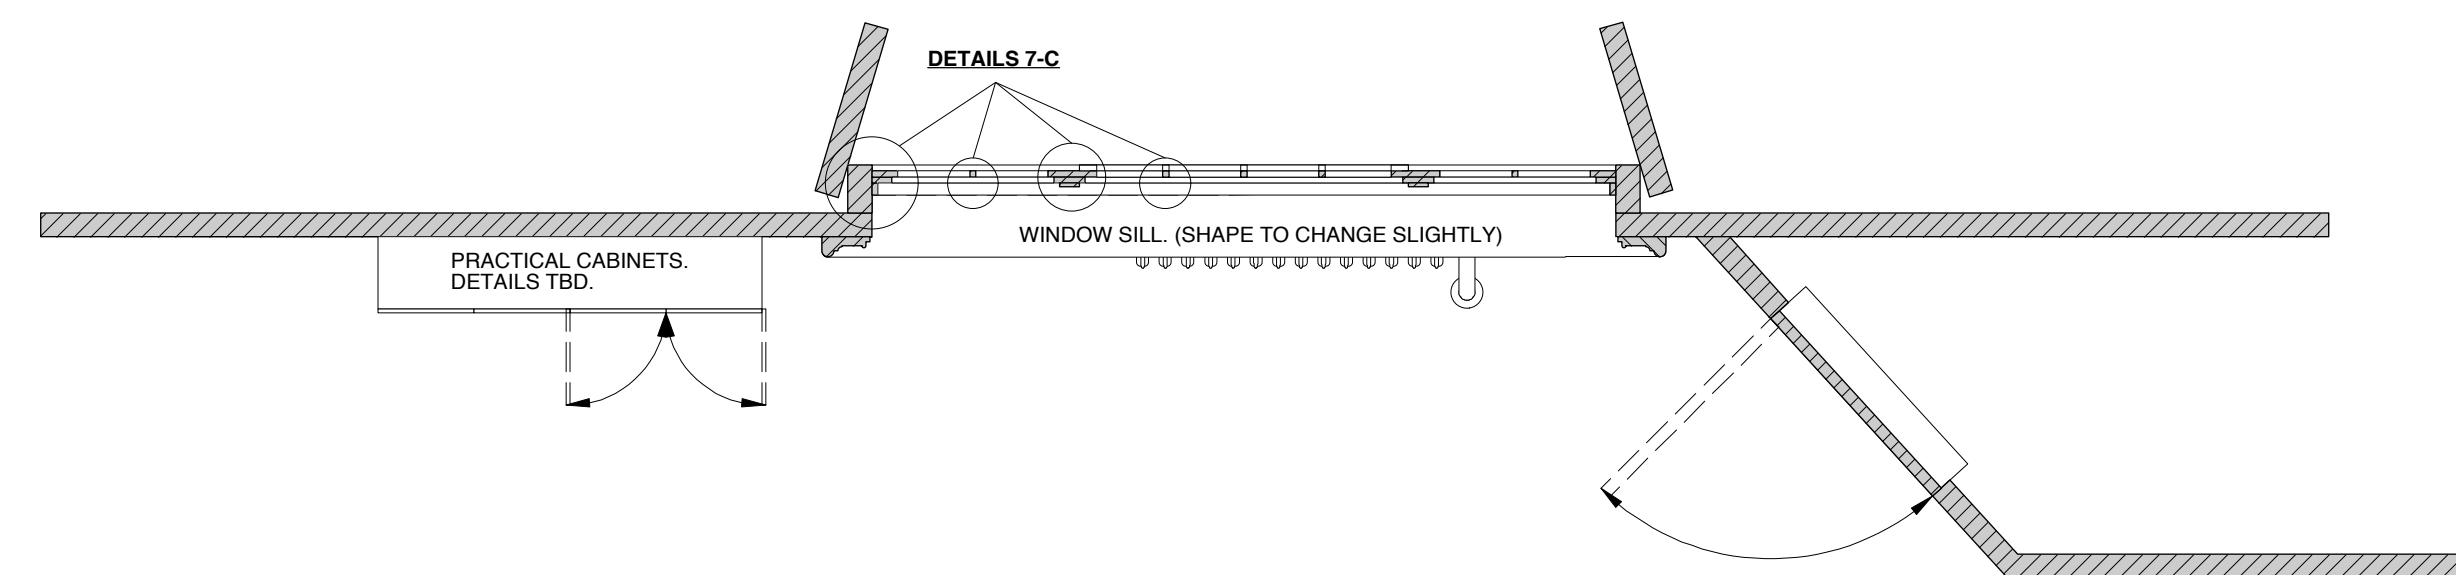 DETAILS 7-C
WINDOW SILL. (SHAPE TO CHANGE SLIGHTLY)
PRACTICAL CABINETS.
DETAILS TBD.